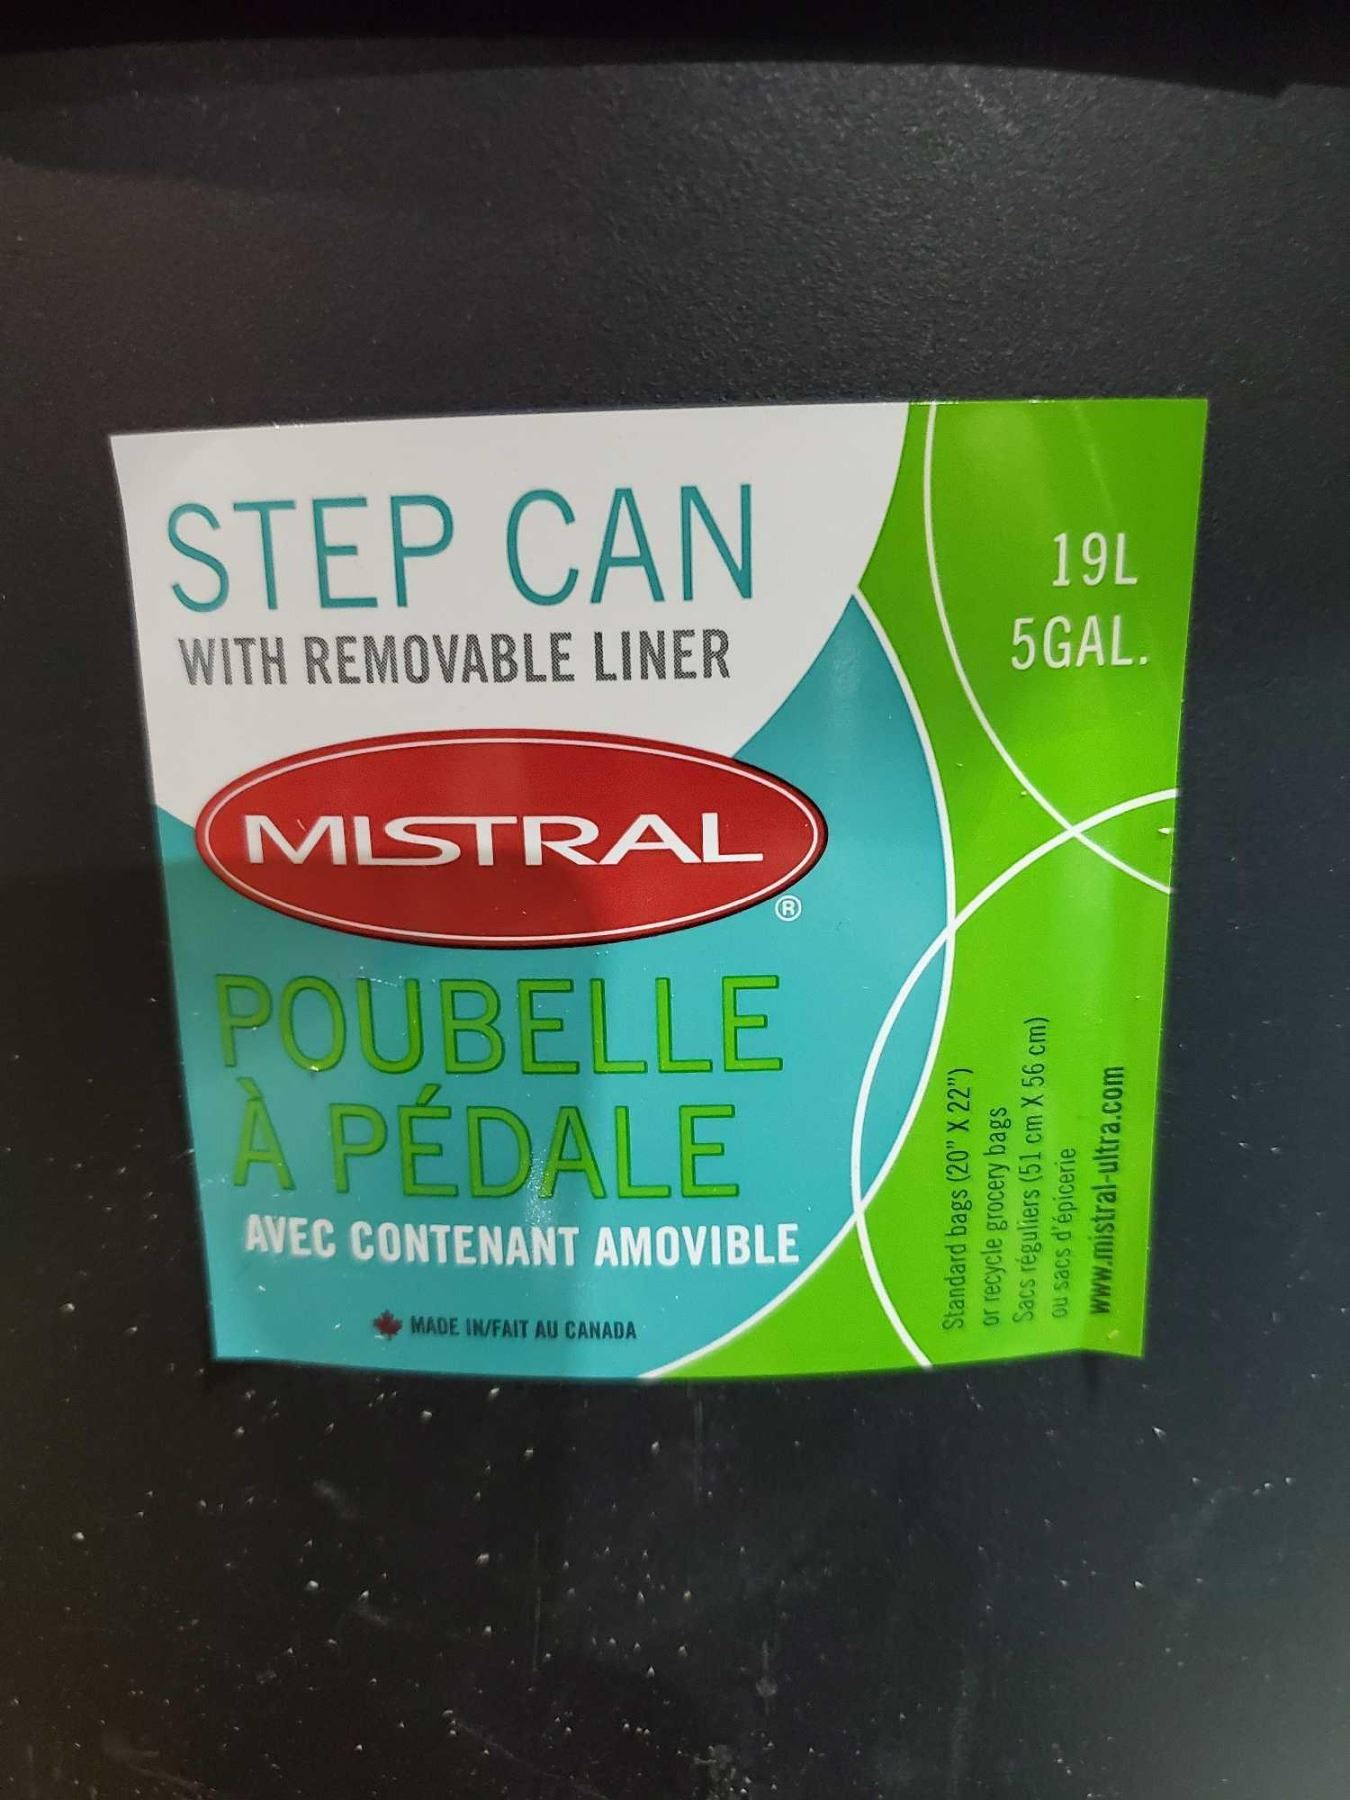 STEP CAN
WITH REMOVABLE LINER
19L
5GAL.
MISTRAL
®
POUBELLE
À PÉDALE
AVEC CONTENANT AMOVIBLE
MADE IN/FAIT AU CANADA
Standard bags (20" X 22")
or recycle grocery bags
Sacs réguliers (51 cm X 56 cm)
ou sacs d'épicerie
www.mistral-ultra.com